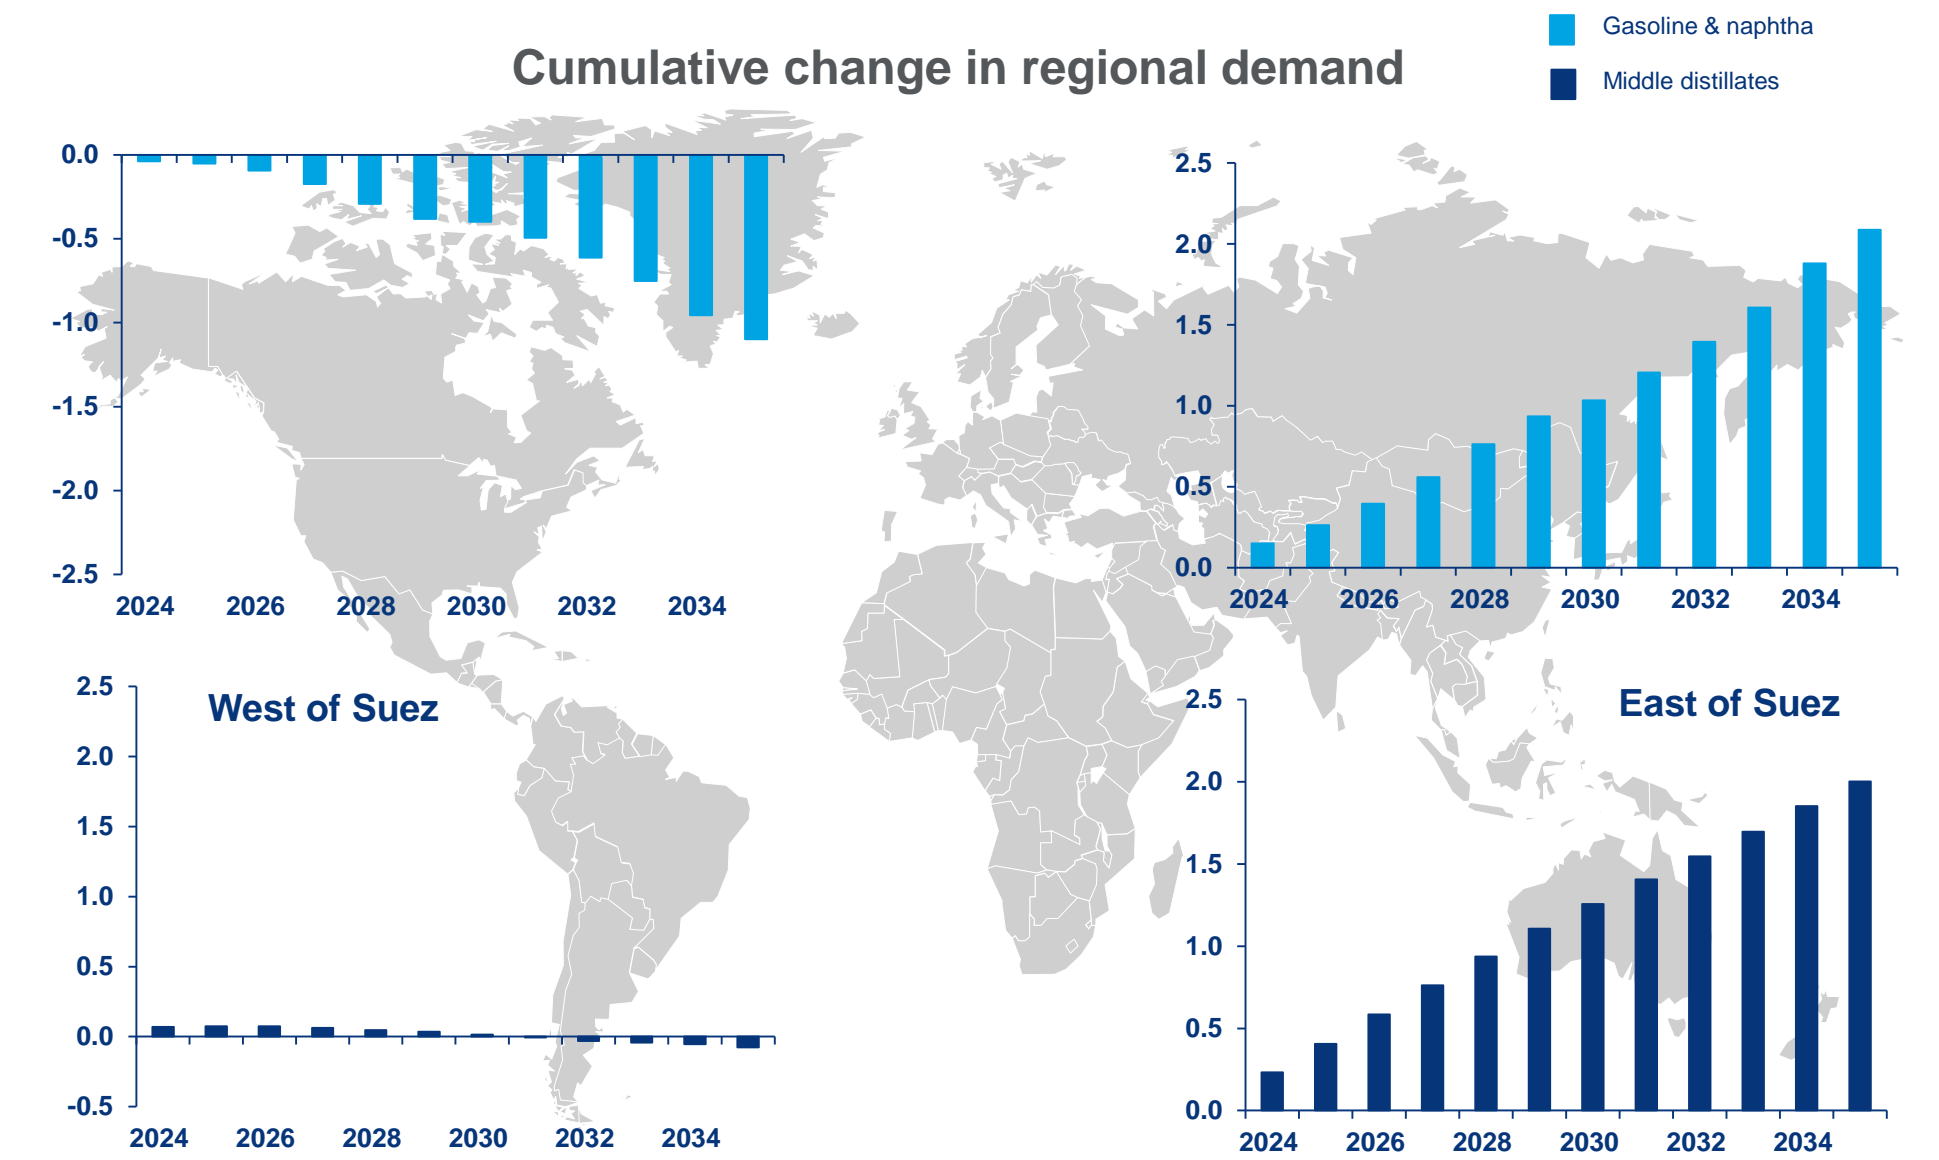 Gasoline & naphtha
Cumulative change in regional demand
Middle distillates
0.0
-0.5
-1.0
-1.5
-2.0
-2.5
2024 2026 2028 2030 2032 2034
2.5
2.0
1.5
1.0
0.5
0.0
2024 2026 2028 2030 2032 2034
West of Suez
2.5
2.0
1.5
1.0
0.5
0.0
-0.5
2024 2026 2028 2030 2032 2034
East of Suez
2.5
2.0
1.5
1.0
0.5
0.0
2024 2026 2028 2030 2032 2034